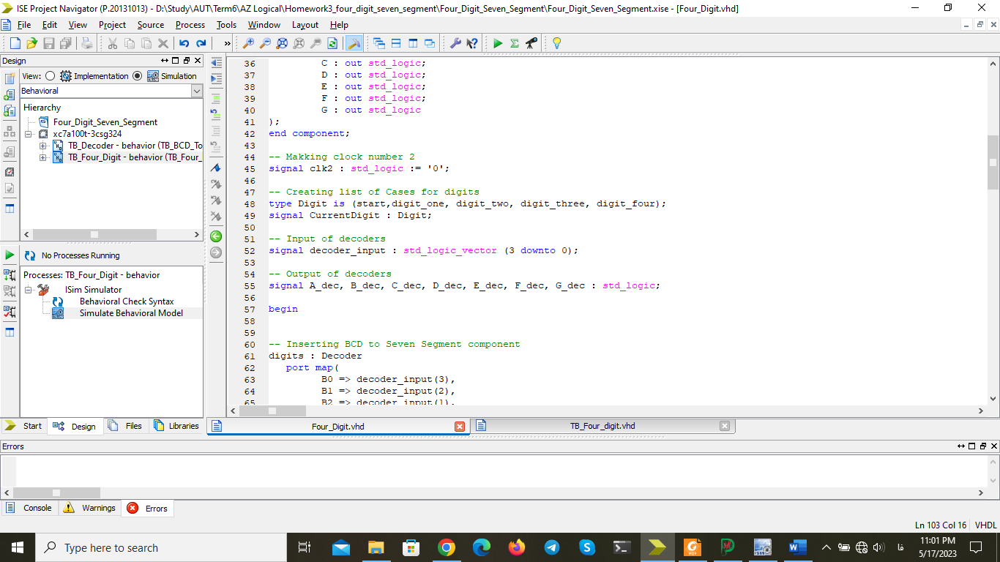 ISE Project Navigator (P.20131013) - D:\Study\AUT\Term6\AZ Logical\Homework3_four_digit_seven_segment\Four_Digit_Seven_Segment\Four_Digit_Seven_Segment.xise - [Four_Digit.vhd]
File Edit View Project Source Process Tools Window Layout Help
»
Design
View: Implementation Simulation
Behavioral
Hierarchy
Four_Digit_Seven_Segment
xc7a100t-3csg324
TB_Decoder - behavior (TB_BCD_To
TB_Four_Digit - behavior (TB_Four_
No Processes Running
Processes: TB_Four_Digit - behavior
ISim Simulator
Behavioral Check Syntax
Simulate Behavioral Model
Start Design Files Libraries
36 C : out std_logic;
37 D : out std_logic;
38 E : out std_logic;
39 F : out std_logic;
40 G : out std_logic
41 );
42 end component;
43
44 -- Makking clock number 2
45 signal clk2 : std_logic := '0';
46
47 -- Creating list of Cases for digits
48 type Digit is (start,digit_one, digit_two, digit_three, digit_four);
49 signal CurrentDigit : Digit;
50
51 -- Input of decoders
52 signal decoder_input : std_logic_vector (3 downto 0);
53
54 -- Output of decoders
55 signal A_dec, B_dec, C_dec, D_dec, E_dec, F_dec, G_dec : std_logic;
56
57 begin
58
59
60 -- Inserting BCD to Seven Segment component
61 digits : Decoder
62 port map(
63 B0 => decoder_input(3),
64 B1 => decoder_input(2),
65 B2 => decoder_input(1),
Four_Digit.vhd TB_Four_digit.vhd
Errors
Console Warnings Errors
Ln 103 Col 16 VHDL
Type here to search
فا
11:01 PM
5/17/2023